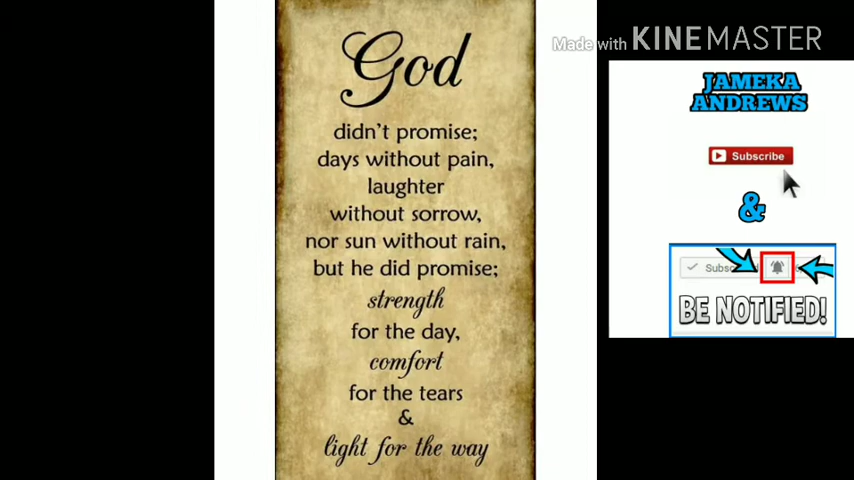 God
didn't promise;
days without pain,
laughter
without sorrow,
nor sun without rain,
but he did promise;
strength
for the day,
comfort
for the tears
&
light for the way
Made with KINEMASTER
JAMEKA
ANDREWS
Subscribe
&
BE NOTIFIED!